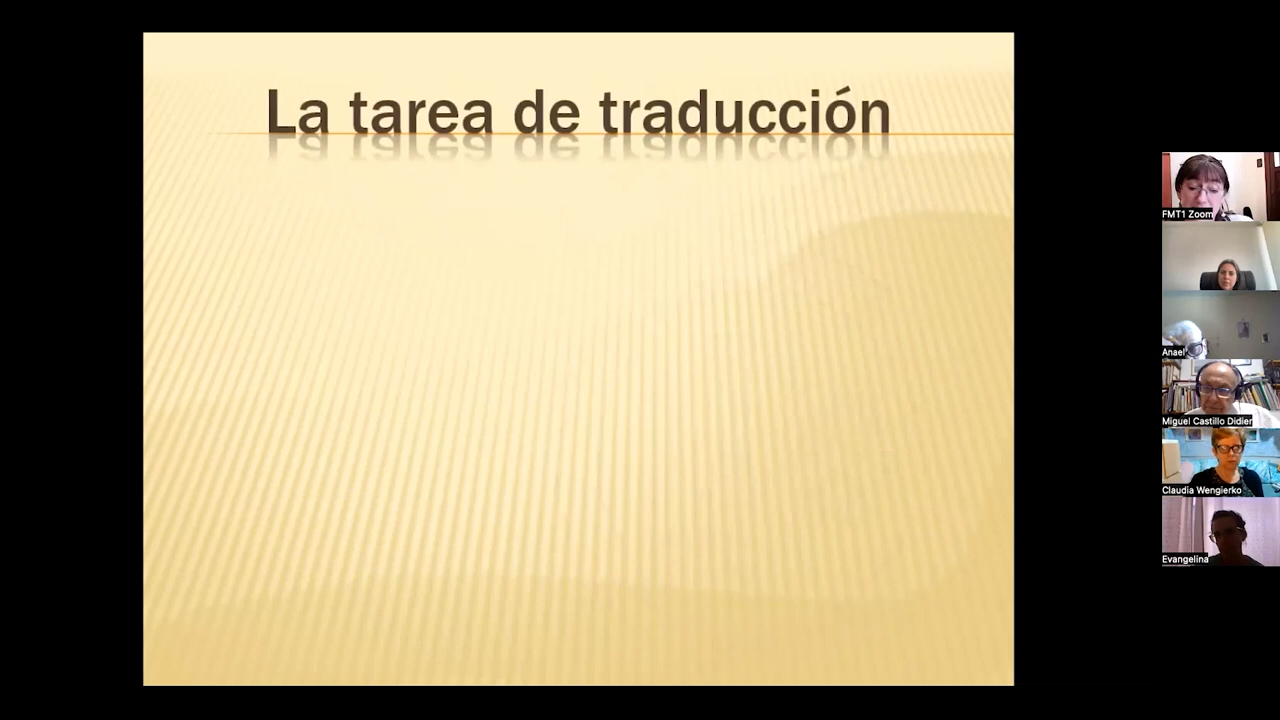 La tarea de traducción
FMT1 Zoom
Anael
Miguel Castillo Didier
Claudia Wengierko
Evangelina